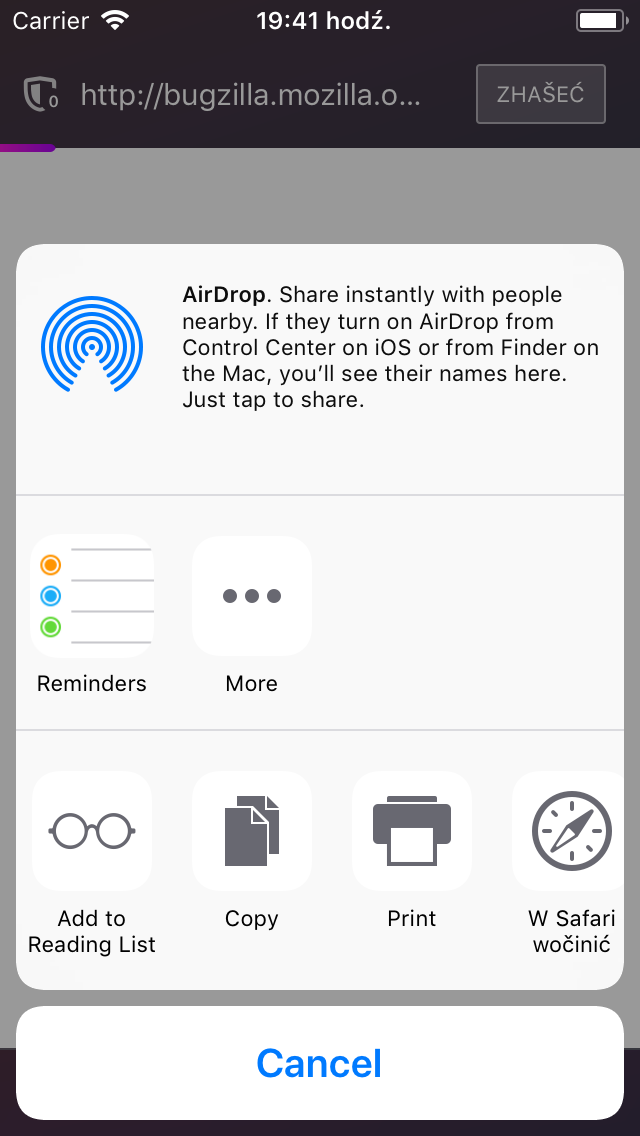 Carrier 19:41 hodź.
0 http://bugzilla.mozilla.o... ZHAŠEĆ
AirDrop. Share instantly with people
nearby. If they turn on AirDrop from
Control Center on iOS or from Finder on
the Mac, you’ll see their names here.
Just tap to share.
Reminders More
Add to
Reading List
Copy
Print
W Safari
wočinić
Cancel